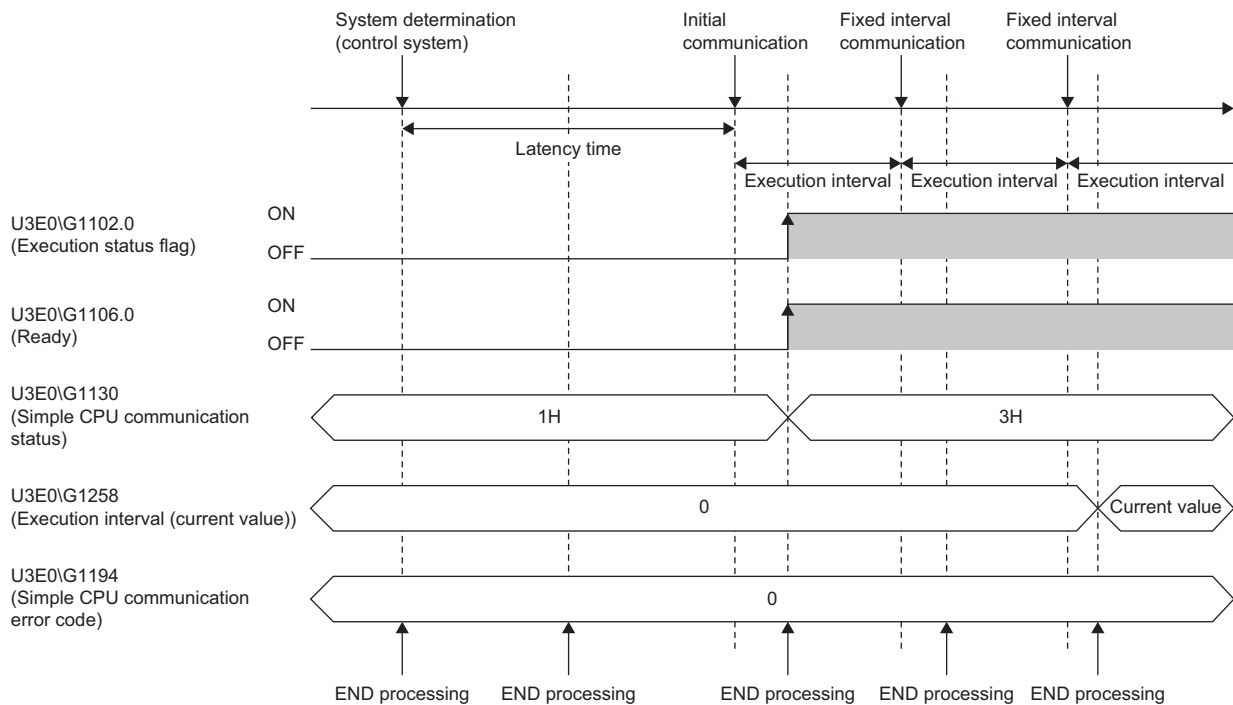 System determination
(control system)
Initial
communication
Fixed interval
communication
Fixed interval
communication
Latency time
Execution interval
Execution interval
Execution interval
U3E0\G1102.0
(Execution status flag)
ON
OFF
U3E0\G1106.0
(Ready)
ON
OFF
U3E0\G1130
(Simple CPU communication
status)
1H
3H
U3E0\G1258
(Execution interval (current value))
0
Current value
U3E0\G1194
(Simple CPU communication
error code)
0
END processing
END processing
END processing
END processing
END processing